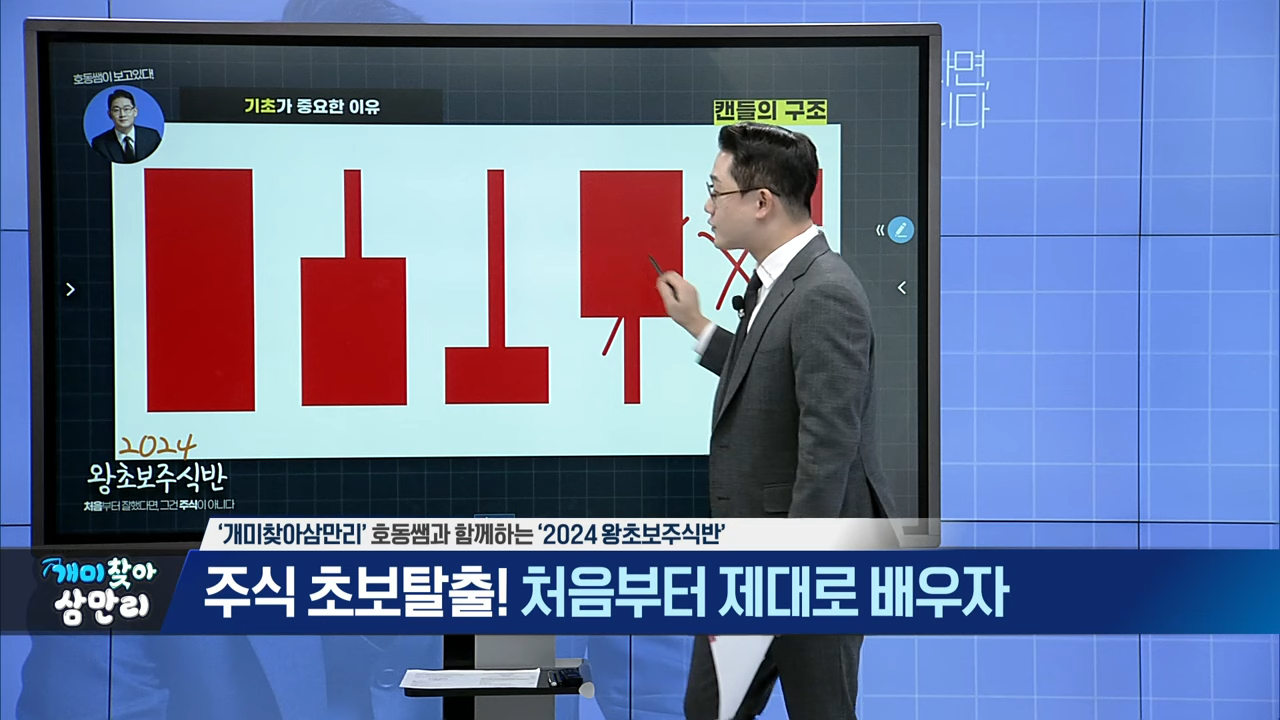 호동쌤이 보고있다!
기초가 중요한 이유
캔들의 구조
2024
왕초보주식반
처음부터 잘했다면, 그건 주식이 아니다
'개미찾아삼만리' 호동쌤과 함께하는 '2024 왕초보주식반'
개미찾아
삼만리
주식 초보탈출! 처음부터 제대로 배우자